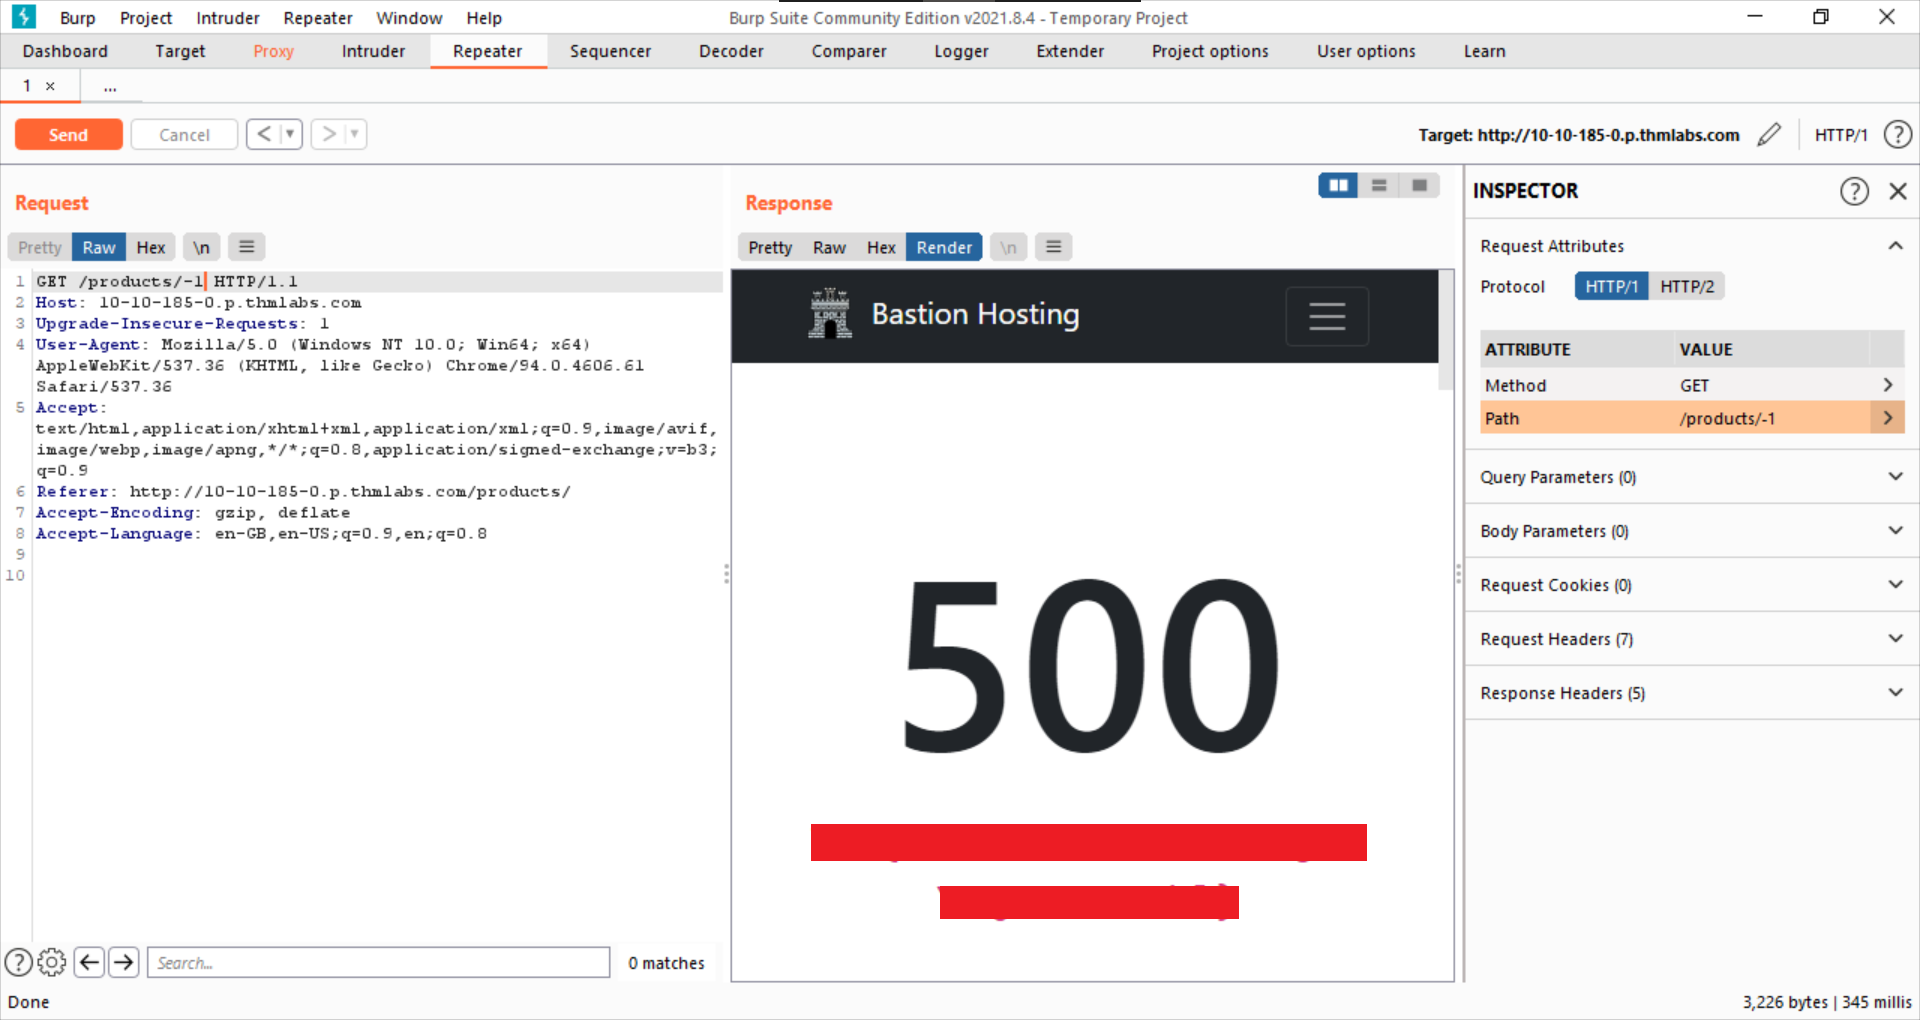 Burp Project Intruder Repeater Window Help Burp Suite Community Edition v2021.8.4 - Temporary Project
Dashboard Target Proxy Intruder Repeater Sequencer Decoder Comparer Logger Extender Project options User options Learn
1 × ...
Send Cancel < > Target: http://10-10-185-0.p.thmlabs.com HTTP/1 ?
Request
Pretty Raw Hex \n
1 GET /products/-1 HTTP/1.1
2 Host: 10-10-185-0.p.thmlabs.com
3 Upgrade-Insecure-Requests: 1
4 User-Agent: Mozilla/5.0 (Windows NT 10.0; Win64; x64)
AppleWebKit/537.36 (KHTML, like Gecko) Chrome/94.0.4606.61
Safari/537.36
5 Accept:
text/html,application/xhtml+xml,application/xml;q=0.9,image/avif,
image/webp,image/apng,*/*;q=0.8,application/signed-exchange;v=b3;
q=0.9
6 Referer: http://10-10-185-0.p.thmlabs.com/products/
7 Accept-Encoding: gzip, deflate
8 Accept-Language: en-GB,en-US;q=0.9,en;q=0.8
9
10
? Search... 0 matches
Response
Pretty Raw Hex Render \n
Bastion Hosting
500
INSPECTOR ?
Request Attributes
Protocol HTTP/1 HTTP/2
ATTRIBUTE VALUE
Method GET
Path /products/-1
Query Parameters (0)
Body Parameters (0)
Request Cookies (0)
Request Headers (7)
Response Headers (5)
Done 3,226 bytes | 345 millis